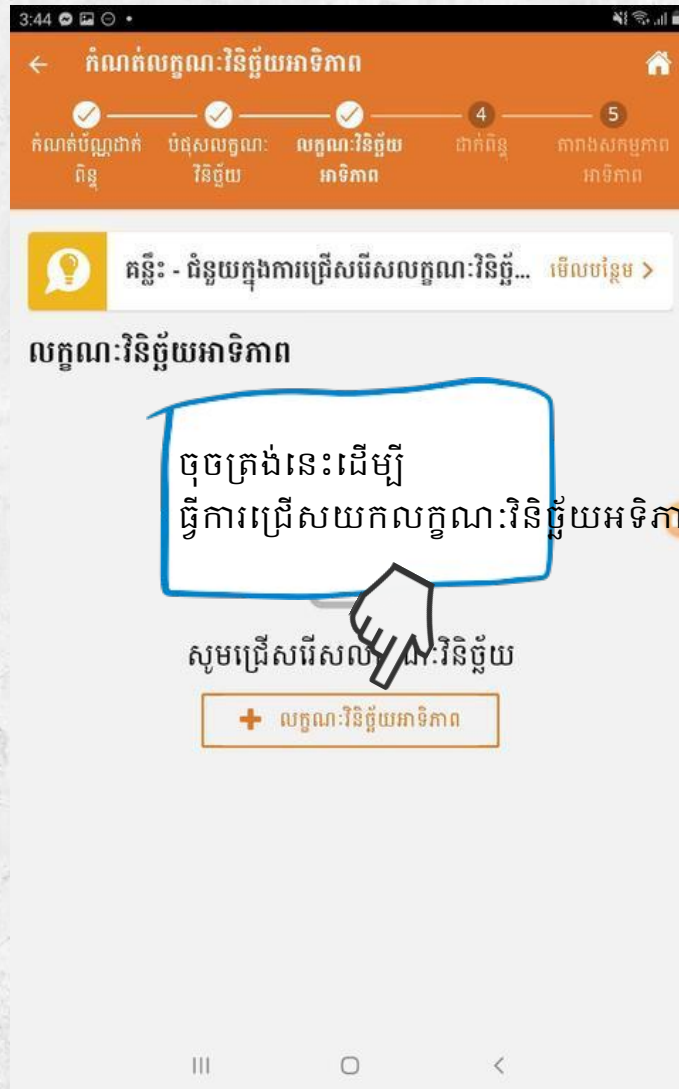 3:44
កំណត់លក្ខណៈវិនិច្ឆ័យអាទិភាព
4 5
កំណត់ប័ណ្ណដាក់ពិន្ទុ
បំផុសលក្ខណៈវិនិច្ឆ័យ
លក្ខណៈវិនិច្ឆ័យអាទិភាព
ដាក់ពិន្ទុ
តារាងសកម្មភាពអាទិភាព
គន្លឹះ - ជំនួយក្នុងការជ្រើសរើសលក្ខណៈវិនិច្ឆ័... មើលបន្ថែម >
លក្ខណៈវិនិច្ឆ័យអាទិភាព
ចុចត្រង់នេះដើម្បី
ធ្វើការជ្រើសយកលក្ខណៈវិនិច្ឆ័យអទិភា
សូមជ្រើសរើស វិនិច្ឆ័យ
+ លក្ខណៈវិនិច្ឆ័យអាទិភាព